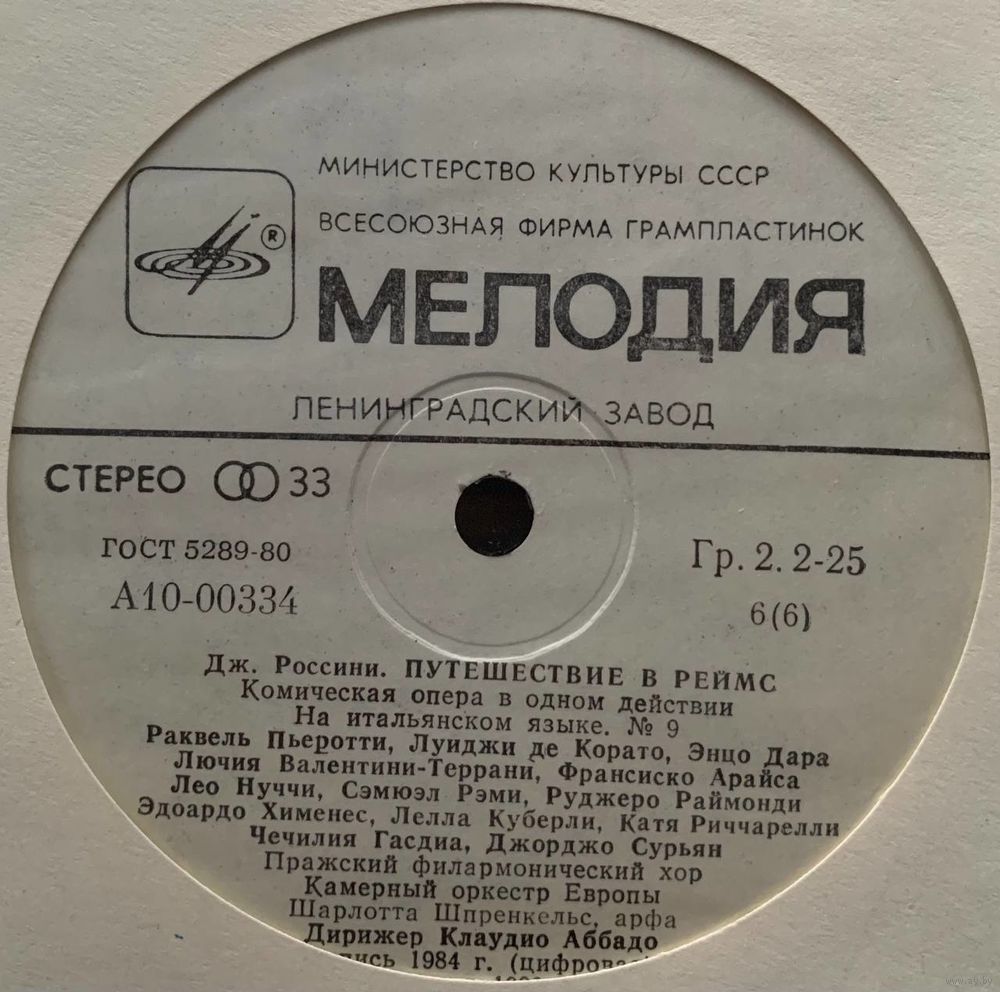 МИНИСТЕРСТВО КУЛЬТУРЫ СССР
ВСЕСОЮЗНАЯ ФИРМА ГРАМПЛАСТИНОК
®
МЕЛОДИЯ
ЛЕНИНГРАДСКИЙ ЗАВОД
СТЕРЕО 33
ГОСТ 5289-80
Гр. 2. 2-25
А10-00334
6(6)
Дж. Россини. ПУТЕШЕСТВИЕ В РЕЙМС
Комическая опера в одном действии
На итальянском языке. № 9
Раквель Пьеротти, Луиджи де Корато, Энцо Дара
Лючия Валентини-Террани, Франсиско Арайса
Лео Нуччи, Сэмюэл Рэми, Руджеро Раймонди
Эдоардо Хименес, Лелла Куберли, Катя Риччарелли
Чечилия Гасдиа, Джорджо Сурьян
Пражский филармонический хор
Камерный оркестр Европы
Шарлотта Шпренкельс, арфа
Дирижер Клаудио Аббадо
1984 г.
www.ay.by